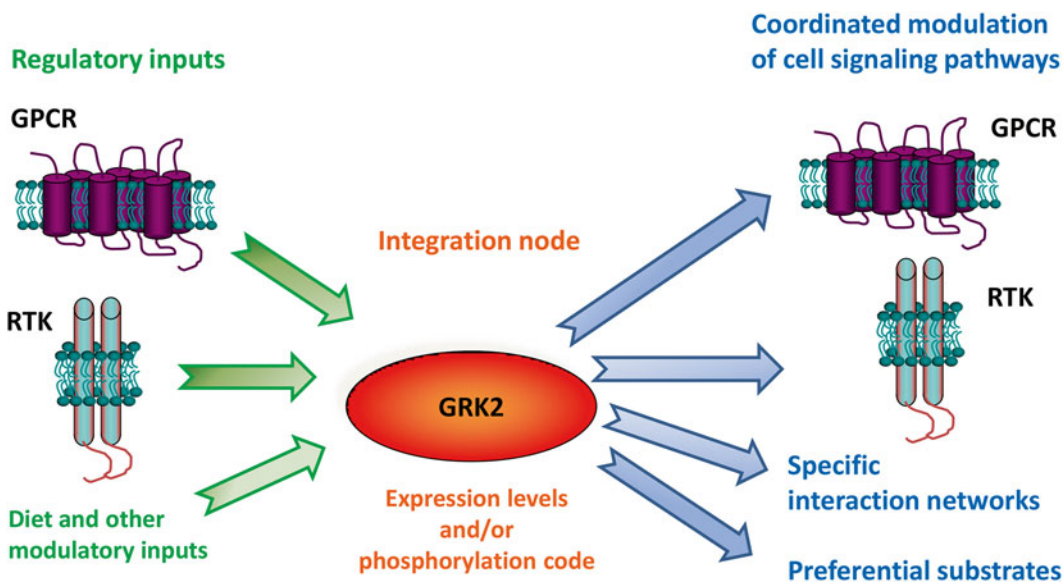 Regulatory inputs
GPCR
RTK
Diet and other
modulatory inputs
Integration node
GRK2
Expression levels
and/or
phosphorylation code
Coordinated modulation
of cell signaling pathways
GPCR
RTK
Specific
interaction networks
Preferential substrates